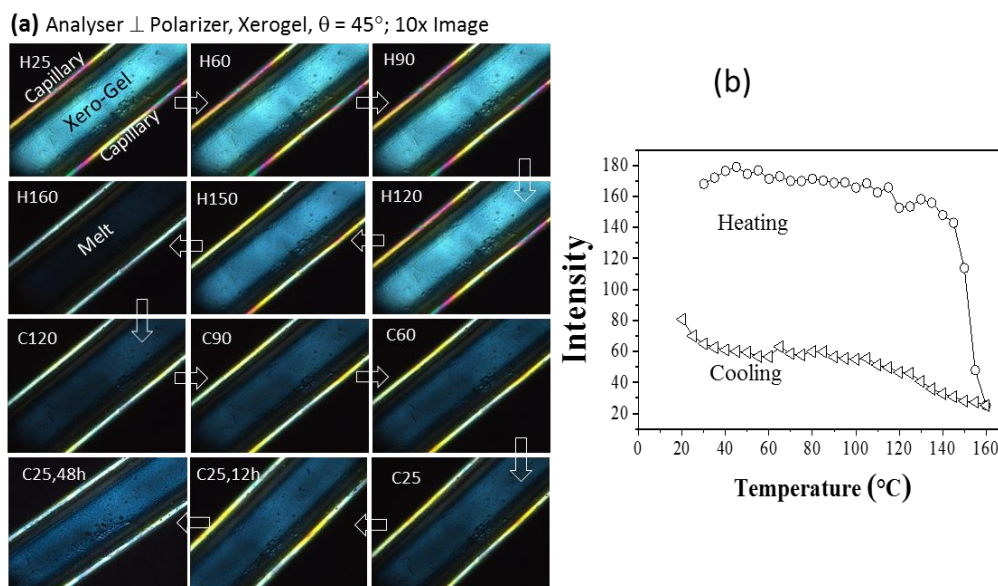 (a) Analyser ⊥ Polarizer, Xerogel, θ = 45°; 10x Image
H25
Capillary
Xero-Gel
Capillary
H60
H90
H160
Melt
H150
H120
C120
C90
C60
C25,48h
C25,12h
C25
(b)
180
160
140
120
100
80
60
40
20
Heating
Cooling
Intensity
0 20 40 60 80 100 120 140 160
Temperature (°C)